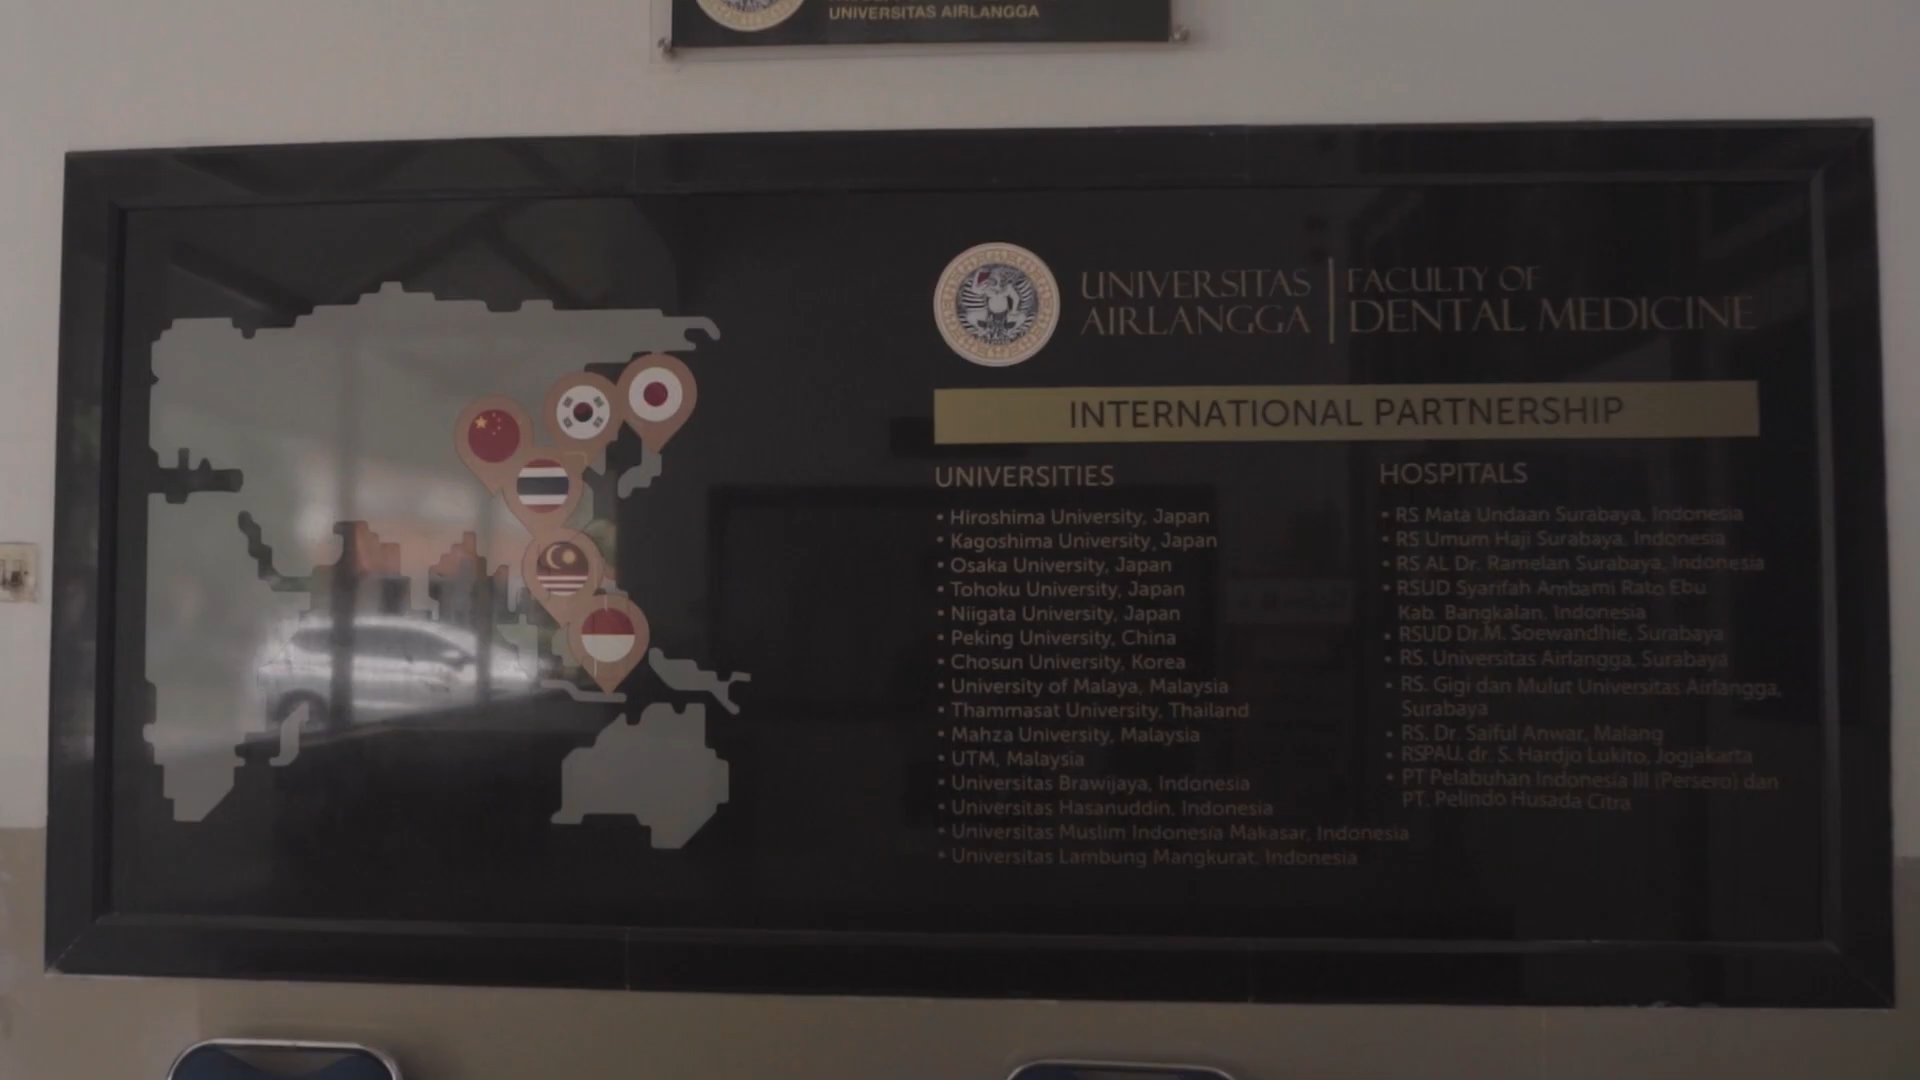 UNIVERSITAS AIRLANGGA
UNIVERSITAS
AIRLANGGA
FACULTY OF
DENTAL MEDICINE
INTERNATIONAL PARTNERSHIP
UNIVERSITIES
• Hiroshima University, Japan
• Kagoshima University, Japan
• Osaka University, Japan
• Tohoku University, Japan
• Niigata University, Japan
• Peking University, China
• Chosun University, Korea
• University of Malaya, Malaysia
• Thammasat University, Thailand
• Mahza University, Malaysia
• UTM, Malaysia
• Universitas Brawijaya, Indonesia
• Universitas Hasanuddin, Indonesia
• Universitas Muslim Indonesia Makasar, Indonesia
• Universitas Lambung Mangkurat, Indonesia
HOSPITALS
• RS Mata Undaan Surabaya, Indonesia
• RS Umum Haji Surabaya, Indonesia
• RS AL Dr. Ramelan Surabaya, Indonesia
• RSUD Syarifah Ambami Rato Ebu
Kab. Bangkalan, Indonesia
• RSUD Dr.M. Soewandhie, Surabaya
• RS. Universitas Airlangga, Surabaya
• RS. Gigi dan Mulut Universitas Airlangga,
Surabaya
• RS. Dr. Saiful Anwar, Malang
• RSPAU. dr. S. Hardjo Lukito, Jogjakarta
• PT Pelabuhan Indonesia III (Persero) dan
PT. Pelindo Husada Citra